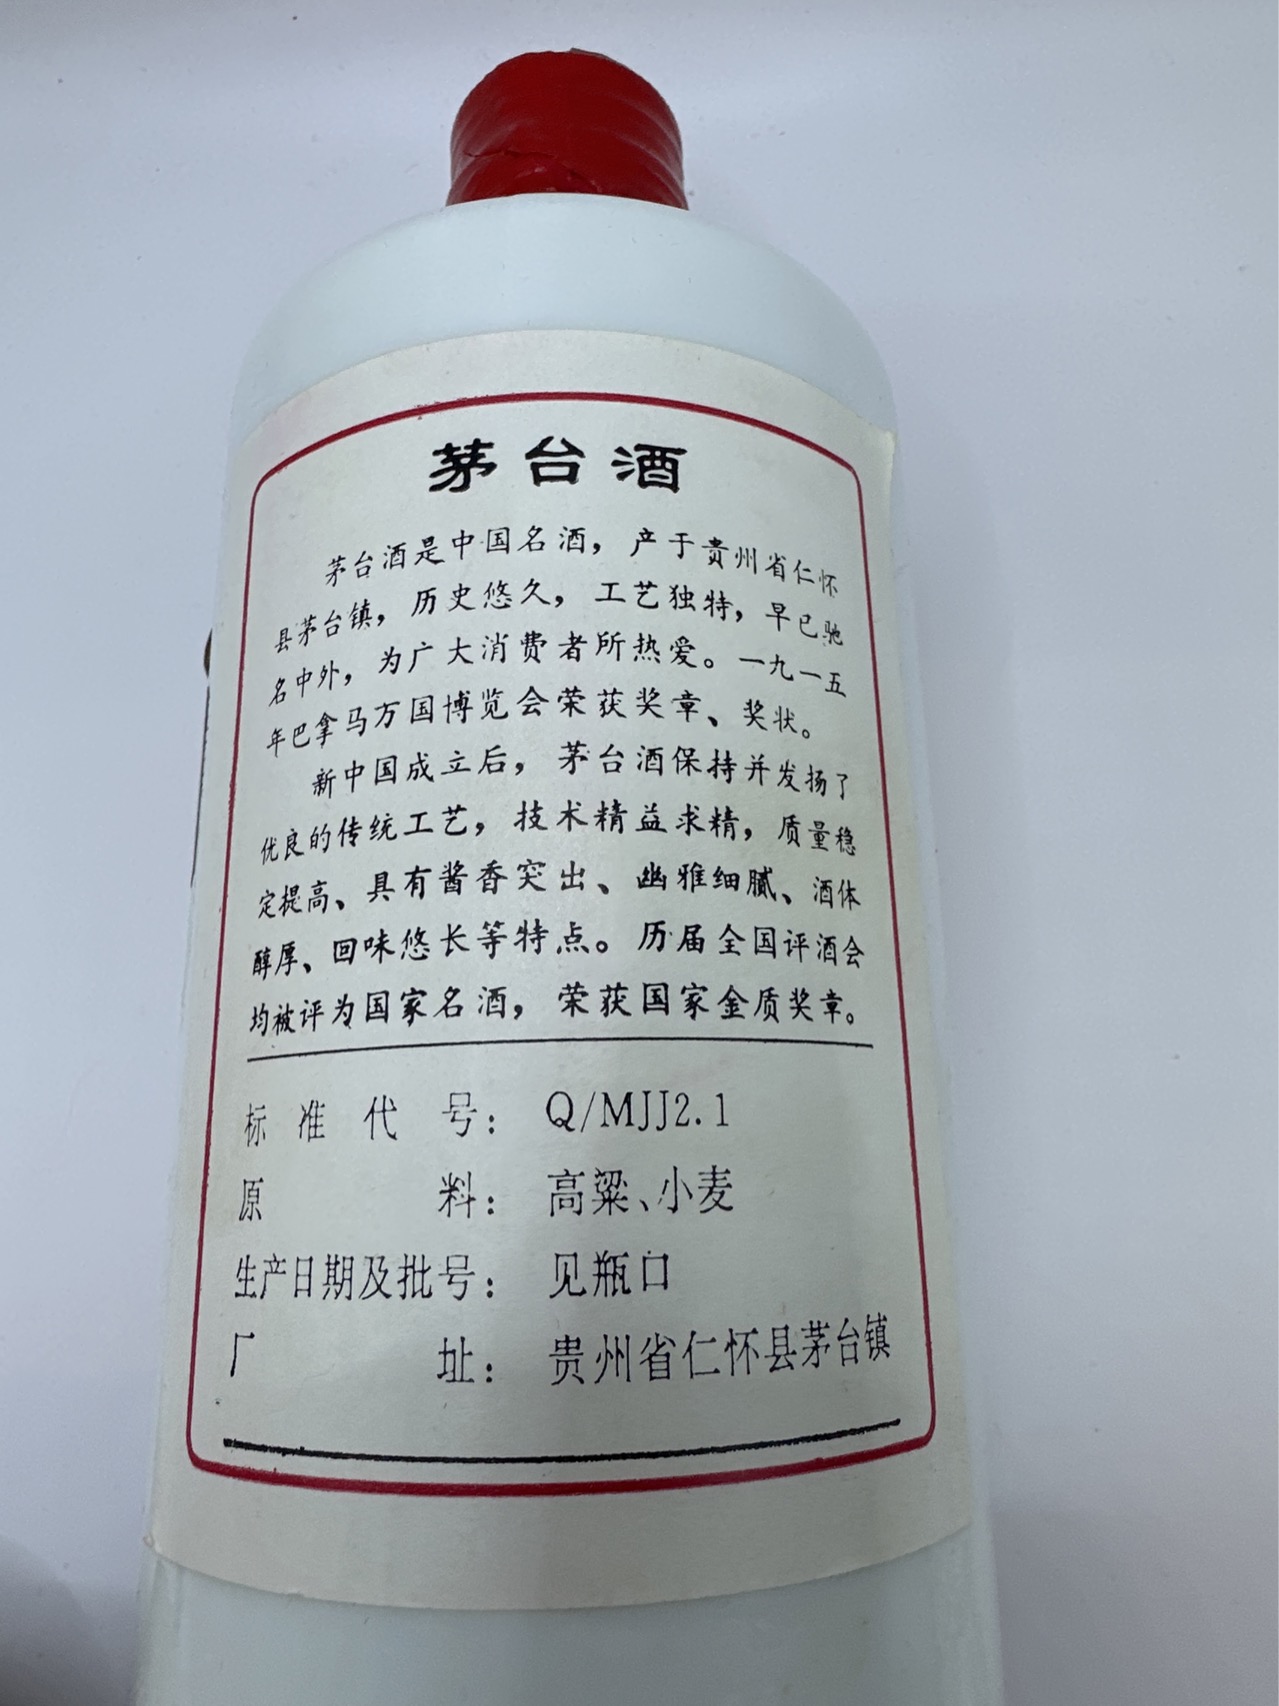 茅台酒
茅台酒是中国名酒，产于贵州省仁怀
县茅台镇，历史悠久，工艺独特，早已驰
名中外，为广大消费者所热爱。一九一五
年巴拿马万国博览会荣获奖章、奖状。
新中国成立后，茅台酒保持并发扬了
优良的传统工艺，技术精益求精，质量稳
定提高、具有酱香突出、幽雅细腻、酒体
醇厚、回味悠长等特点。历届全国评酒会
均被评为国家名酒，荣获国家金质奖章。
标准代号：Q/MJJ2.1
原料：高粱、小麦
生产日期及批号：见瓶口
厂址：贵州省仁怀县茅台镇